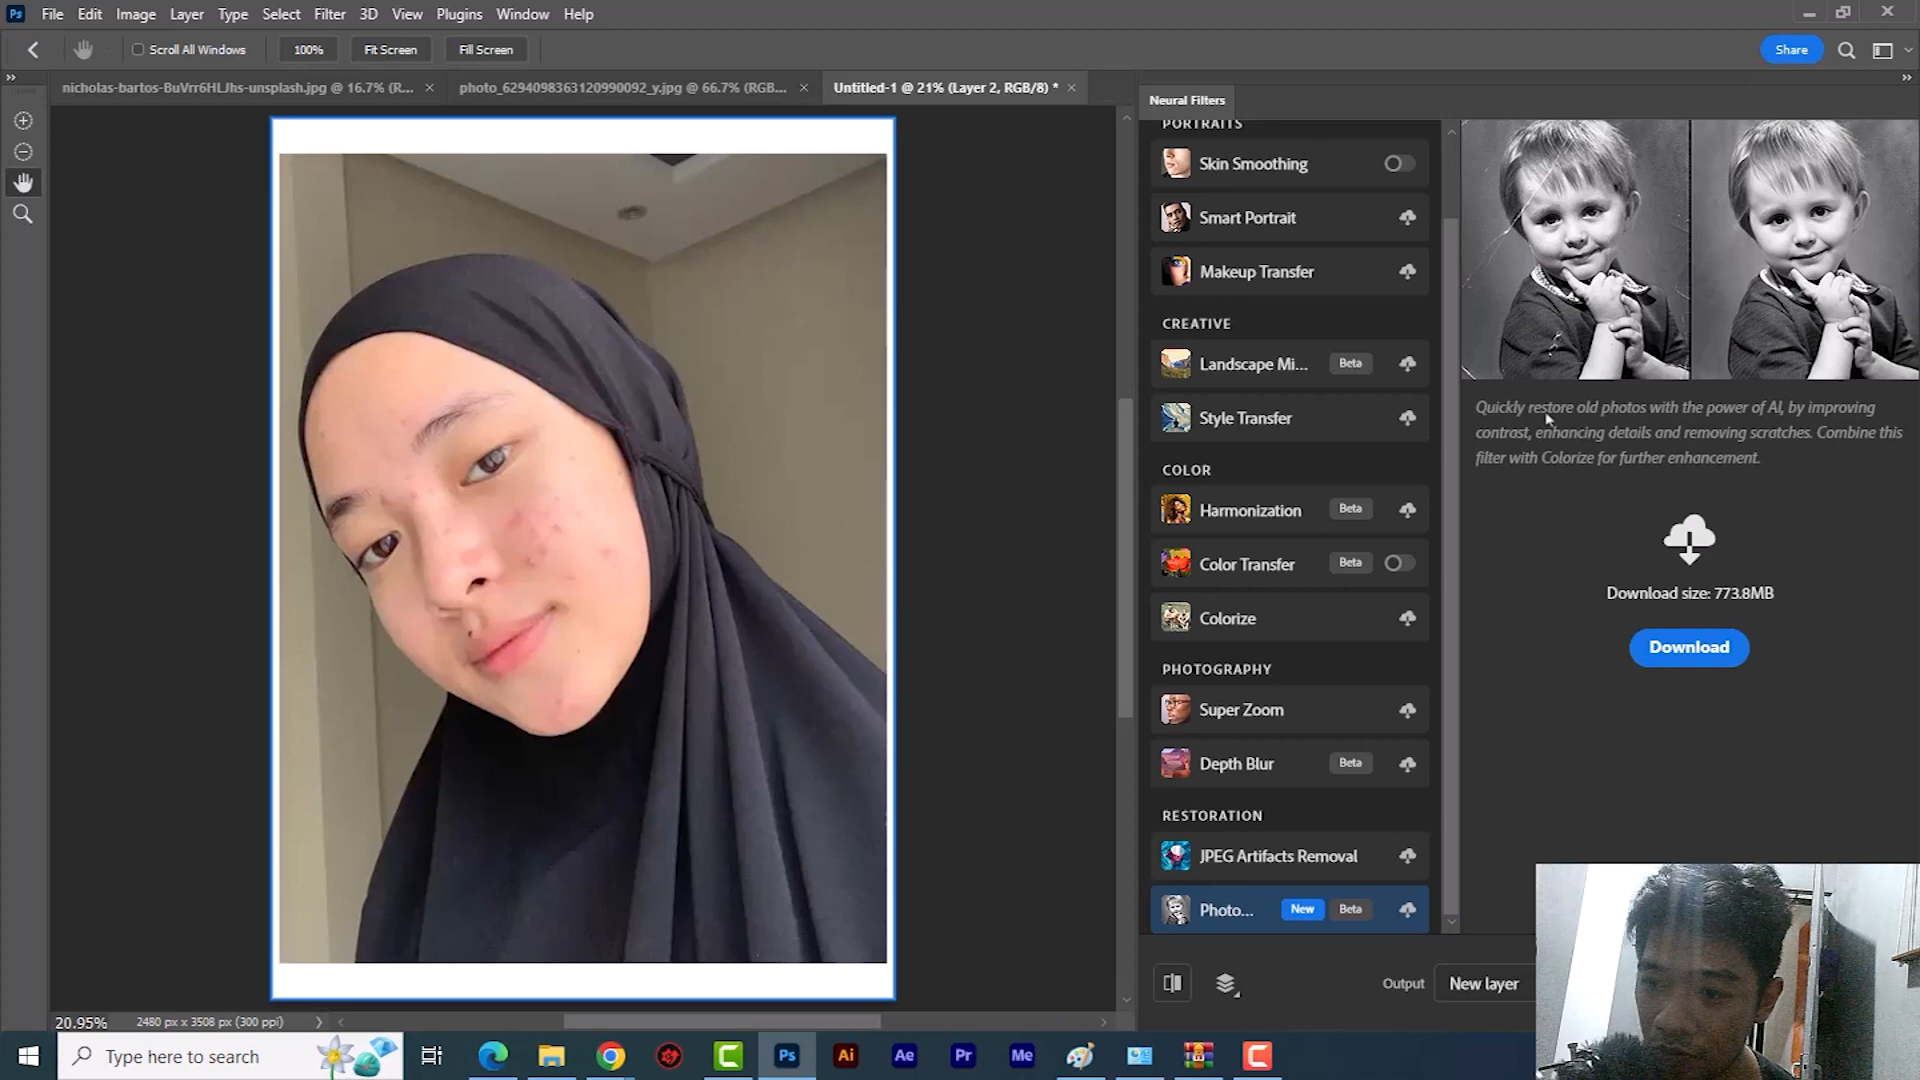 Ps File Edit Image Layer Type Select Filter 3D View Plugins Window Help
Scroll All Windows 100% Fit Screen Fill Screen Share
nicholas-bartos-BuVrr6HLJhs-unsplash.jpg @ 16.7% (R...
photo_6294098363120990092_y.jpg @ 66.7% (RGB...
Untitled-1 @ 21% (Layer 2, RGB/8) *
Neural Filters
PORTRAITS
Skin Smoothing
Smart Portrait
Makeup Transfer
CREATIVE
Landscape Mi... Beta
Style Transfer
COLOR
Harmonization Beta
Color Transfer Beta
Colorize
PHOTOGRAPHY
Super Zoom
Depth Blur Beta
RESTORATION
JPEG Artifacts Removal
Photo... New Beta
Output New layer
Quickly restore old photos with the power of AI, by improving
contrast, enhancing details and removing scratches. Combine this
filter with Colorize for further enhancement.
Download size: 773.8MB
Download
20.95% 2480 px x 3508 px (300 ppi)
Type here to search
Ps Ai Ae Pr Me